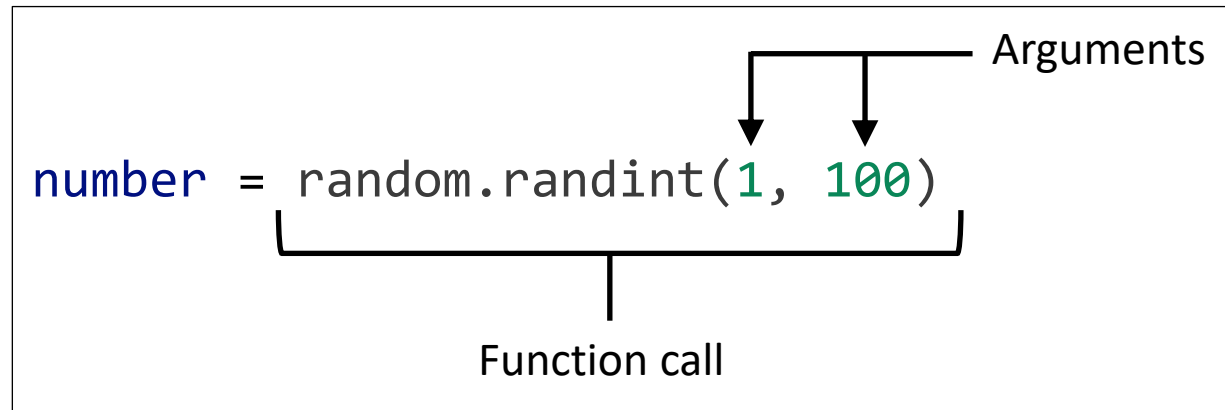 Arguments
number = random.randint(1, 100)
Function call